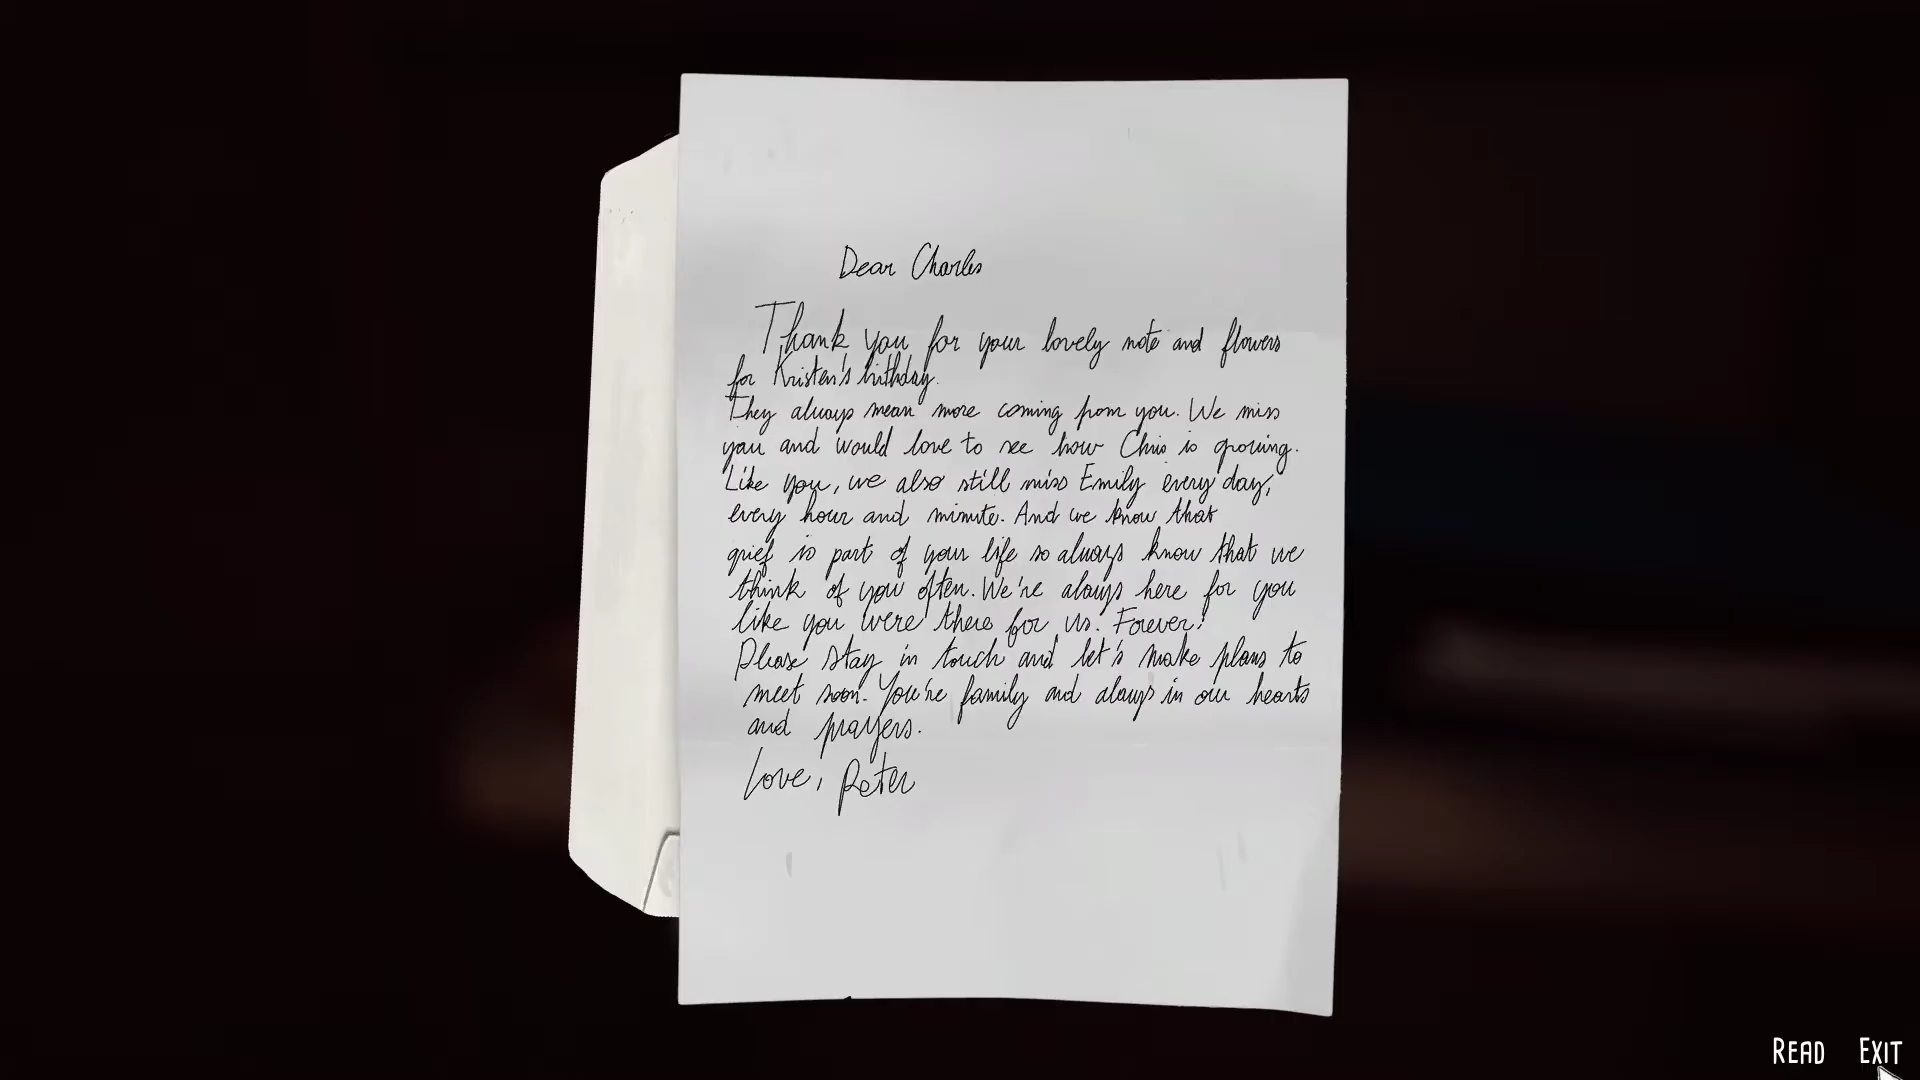 Dear Charles
Thank you for your lovely note and flowers
for Kristen's birthday.
They always mean more coming from you. We miss
you and would love to see how Chris is growing.
Like you, we also still miss Emily every day,
every hour and minute. And we know that
grief is part of your life so always know that we
think of you often. We're always here for you
like you were there for us. Forever!
Please stay in touch and let's make plans to
meet soon. You're family and always in our hearts
and prayers.
Love, Peter
READ EXIT